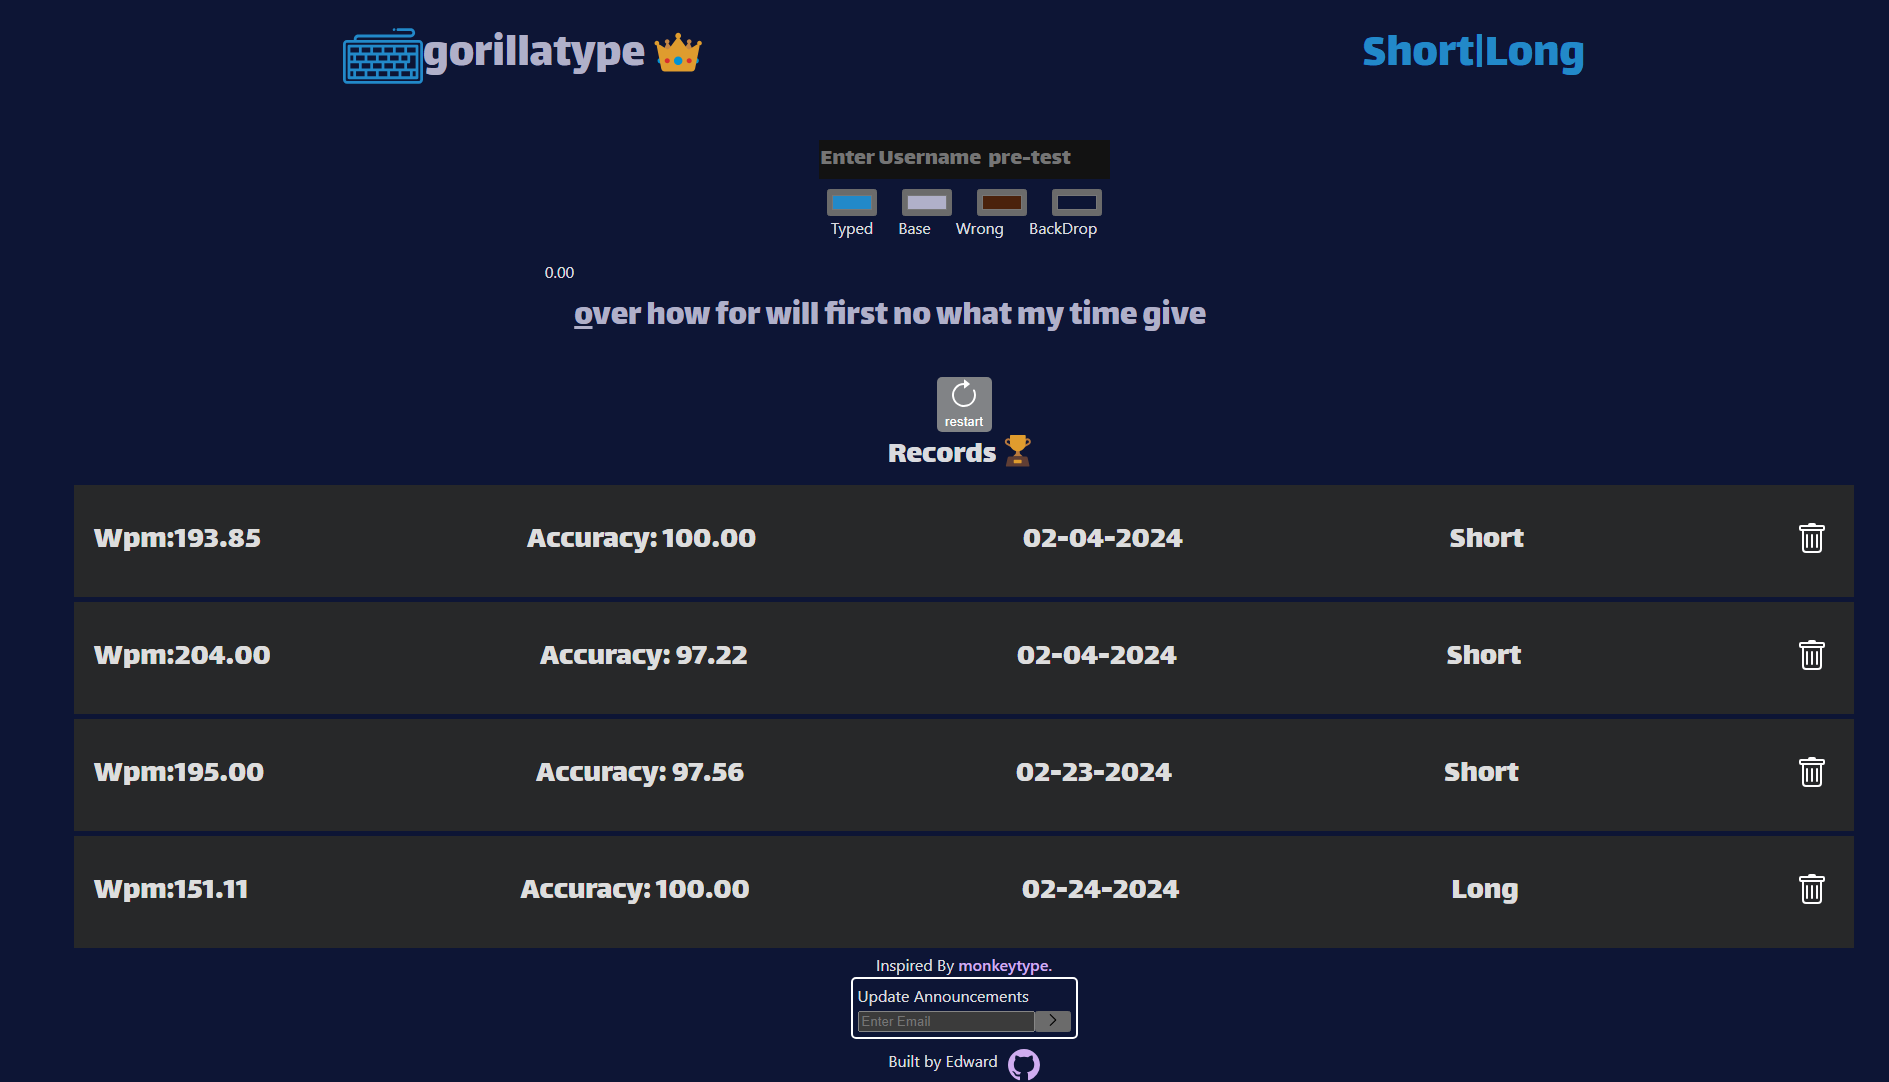 gorillatype
Short|Long
Enter Username pre-test
Typed Base Wrong BackDrop
0.00
over how for will first no what my time give
restart
Records
Wpm:193.85 Accuracy: 100.00 02-04-2024 Short
Wpm:204.00 Accuracy: 97.22 02-04-2024 Short
Wpm:195.00 Accuracy: 97.56 02-23-2024 Short
Wpm:151.11 Accuracy: 100.00 02-24-2024 Long
Inspired By monkeytype.
Update Announcements
Enter Email
Built by Edward